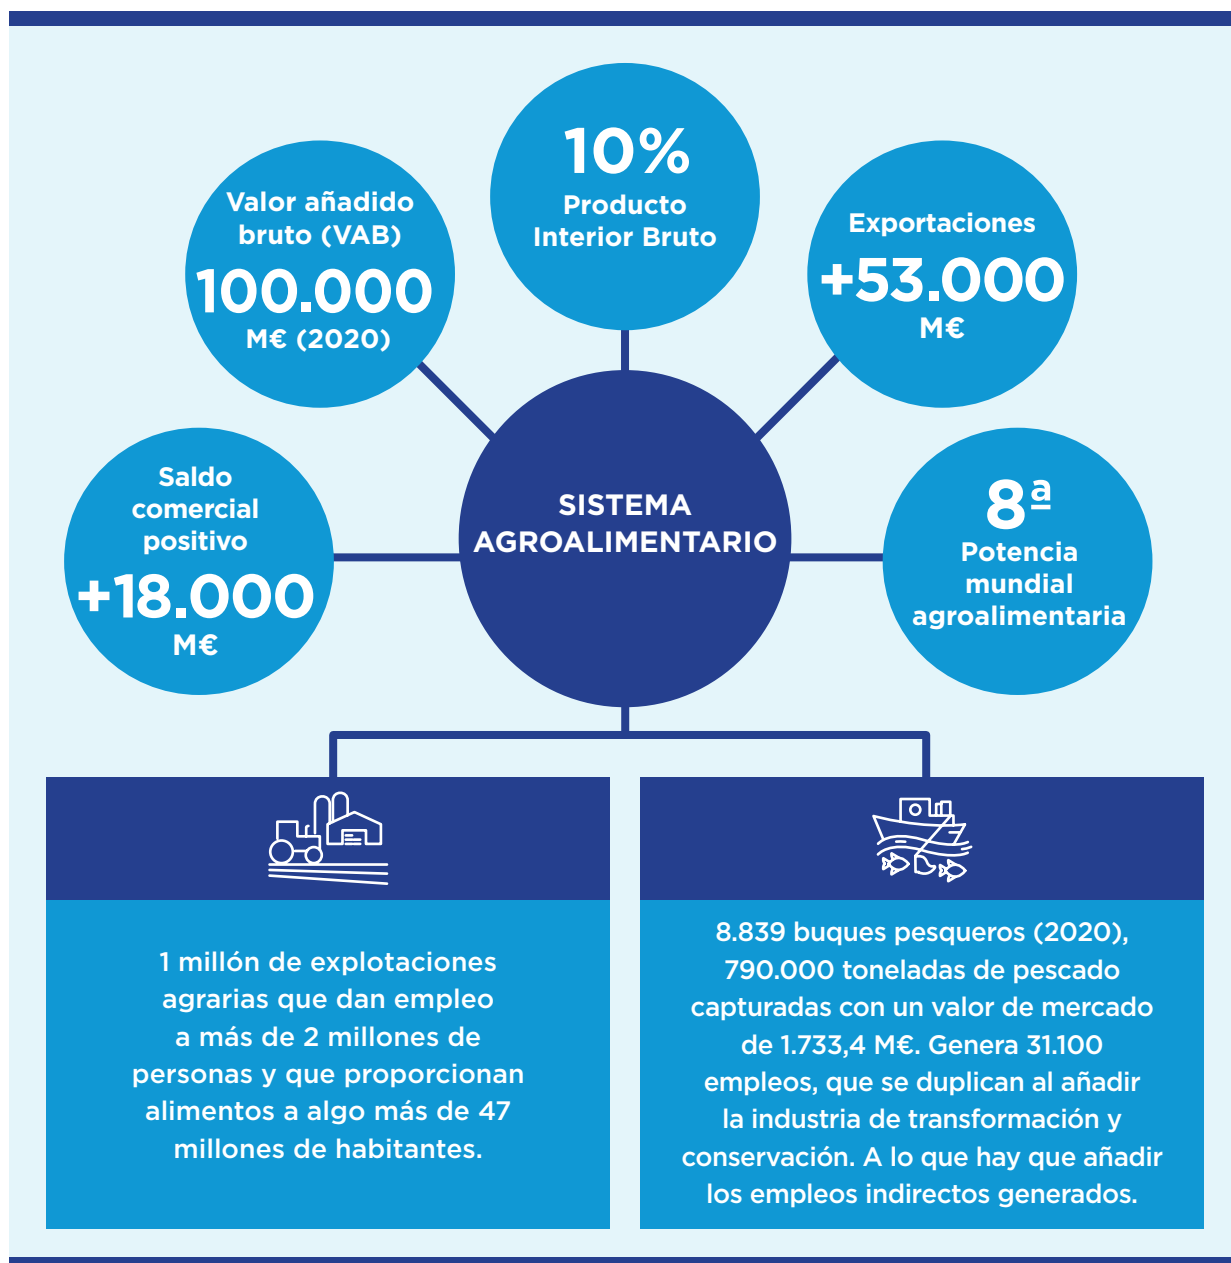 10%
Producto
Interior Bruto
Valor añadido
bruto (VAB)
100.000
M€ (2020)
Exportaciones
+53.000
M€
Saldo
comercial
positivo
+18.000
M€
SISTEMA
AGROALIMENTARIO
8ª
Potencia
mundial
agroalimentaria
1 millón de explotaciones
agrarias que dan empleo
a más de 2 millones de
personas y que proporcionan
alimentos a algo más de 47
millones de habitantes.
8.839 buques pesqueros (2020),
790.000 toneladas de pescado
capturadas con un valor de mercado
de 1.733,4 M€. Genera 31.100
empleos, que se duplican al añadir
la industria de transformación y
conservación. A lo que hay que añadir
los empleos indirectos generados.